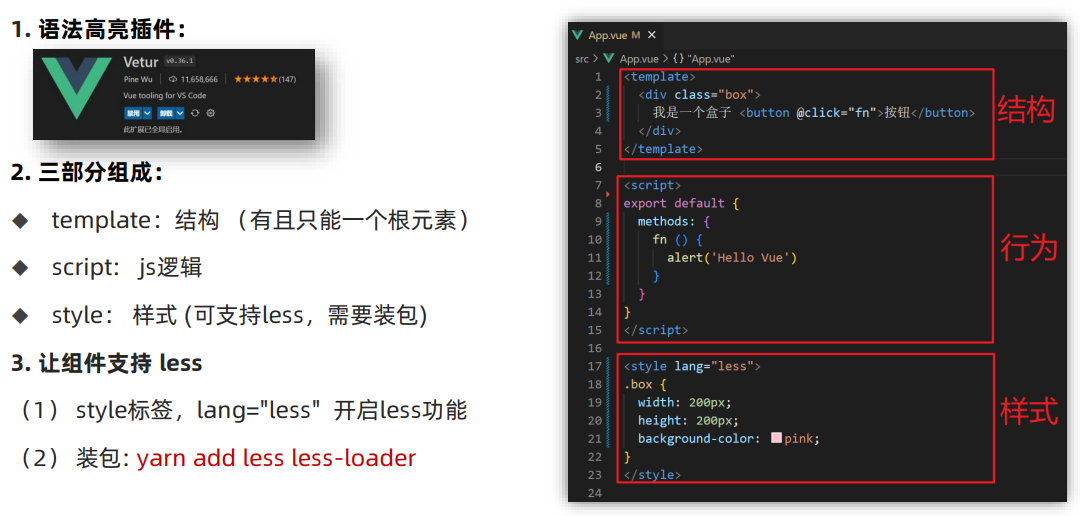 1. 语法高亮插件：
Vetur v0.36.1
Pine Wu 11,658,666 (147)
Vue tooling for VS Code
禁用 卸载
此扩展已全局启用。
2. 三部分组成：
◆ template：结构 （有且只能一个根元素）
◆ script： js逻辑
◆ style： 样式 (可支持less，需要装包)
3. 让组件支持 less
（1） style标签，lang="less" 开启less功能
（2） 装包: yarn add less less-loader
App.vue M ×
src > App.vue > {} "App.vue"
1 <template>
2 <div class="box">
3 我是一个盒子 <button @click="fn">按钮</button>
4 </div>
5 </template>
6
7 <script>
8 export default {
9 methods: {
10 fn () {
11 alert('Hello Vue')
12 }
13 }
14 }
15 </script>
16
17 <style lang="less">
18 .box {
19 width: 200px;
20 height: 200px;
21 background-color: pink;
22 }
23 </style>
24
结构
行为
样式